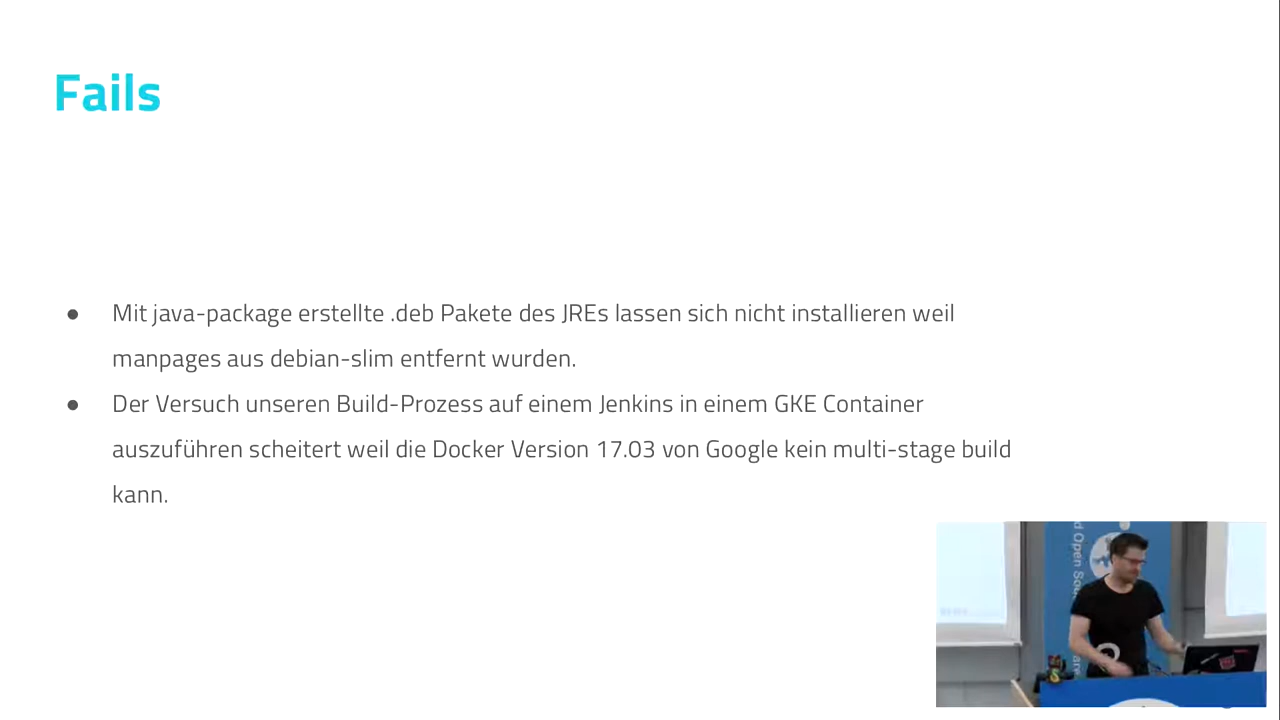 Fails
● Mit java-package erstellte .deb Pakete des JREs lassen sich nicht installieren weil
manpages aus debian-slim entfernt wurden.
● Der Versuch unseren Build-Prozess auf einem Jenkins in einem GKE Container
auszuführen scheitert weil die Docker Version 17.03 von Google kein multi-stage build
kann.
Open